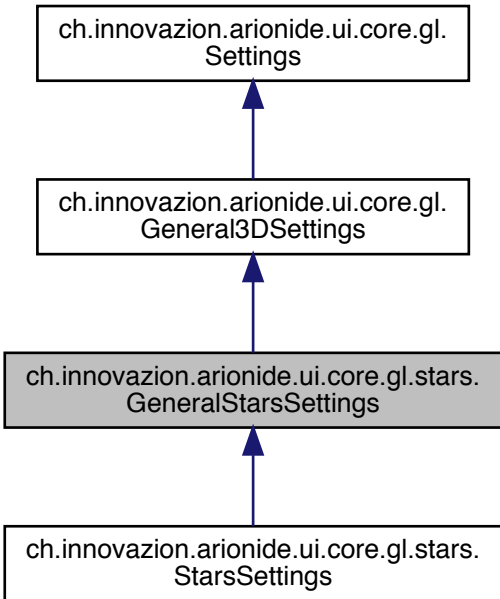 ch.innovazion.arionide.ui.core.gl.
Settings
ch.innovazion.arionide.ui.core.gl.
General3DSettings
ch.innovazion.arionide.ui.core.gl.stars.
GeneralStarsSettings
ch.innovazion.arionide.ui.core.gl.stars.
StarsSettings